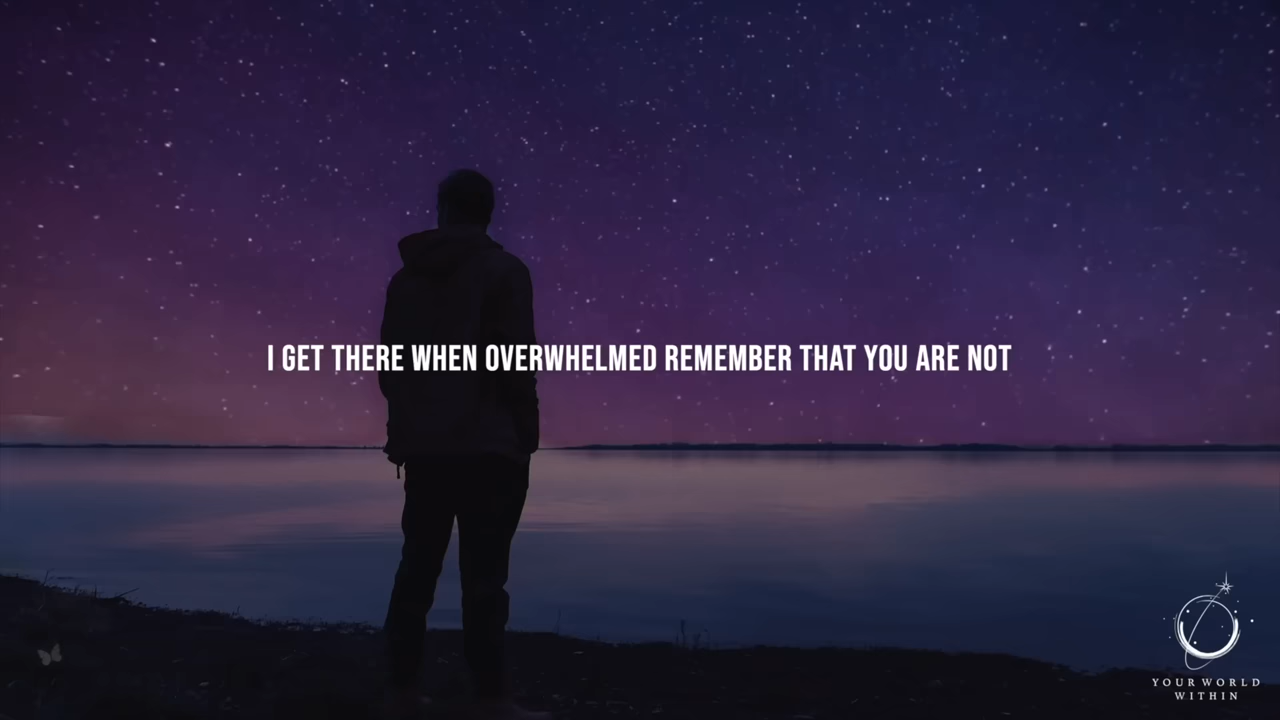 I GET THERE WHEN OVERWHELMED REMEMBER THAT YOU ARE NOT
YOUR WORLD
WITHIN